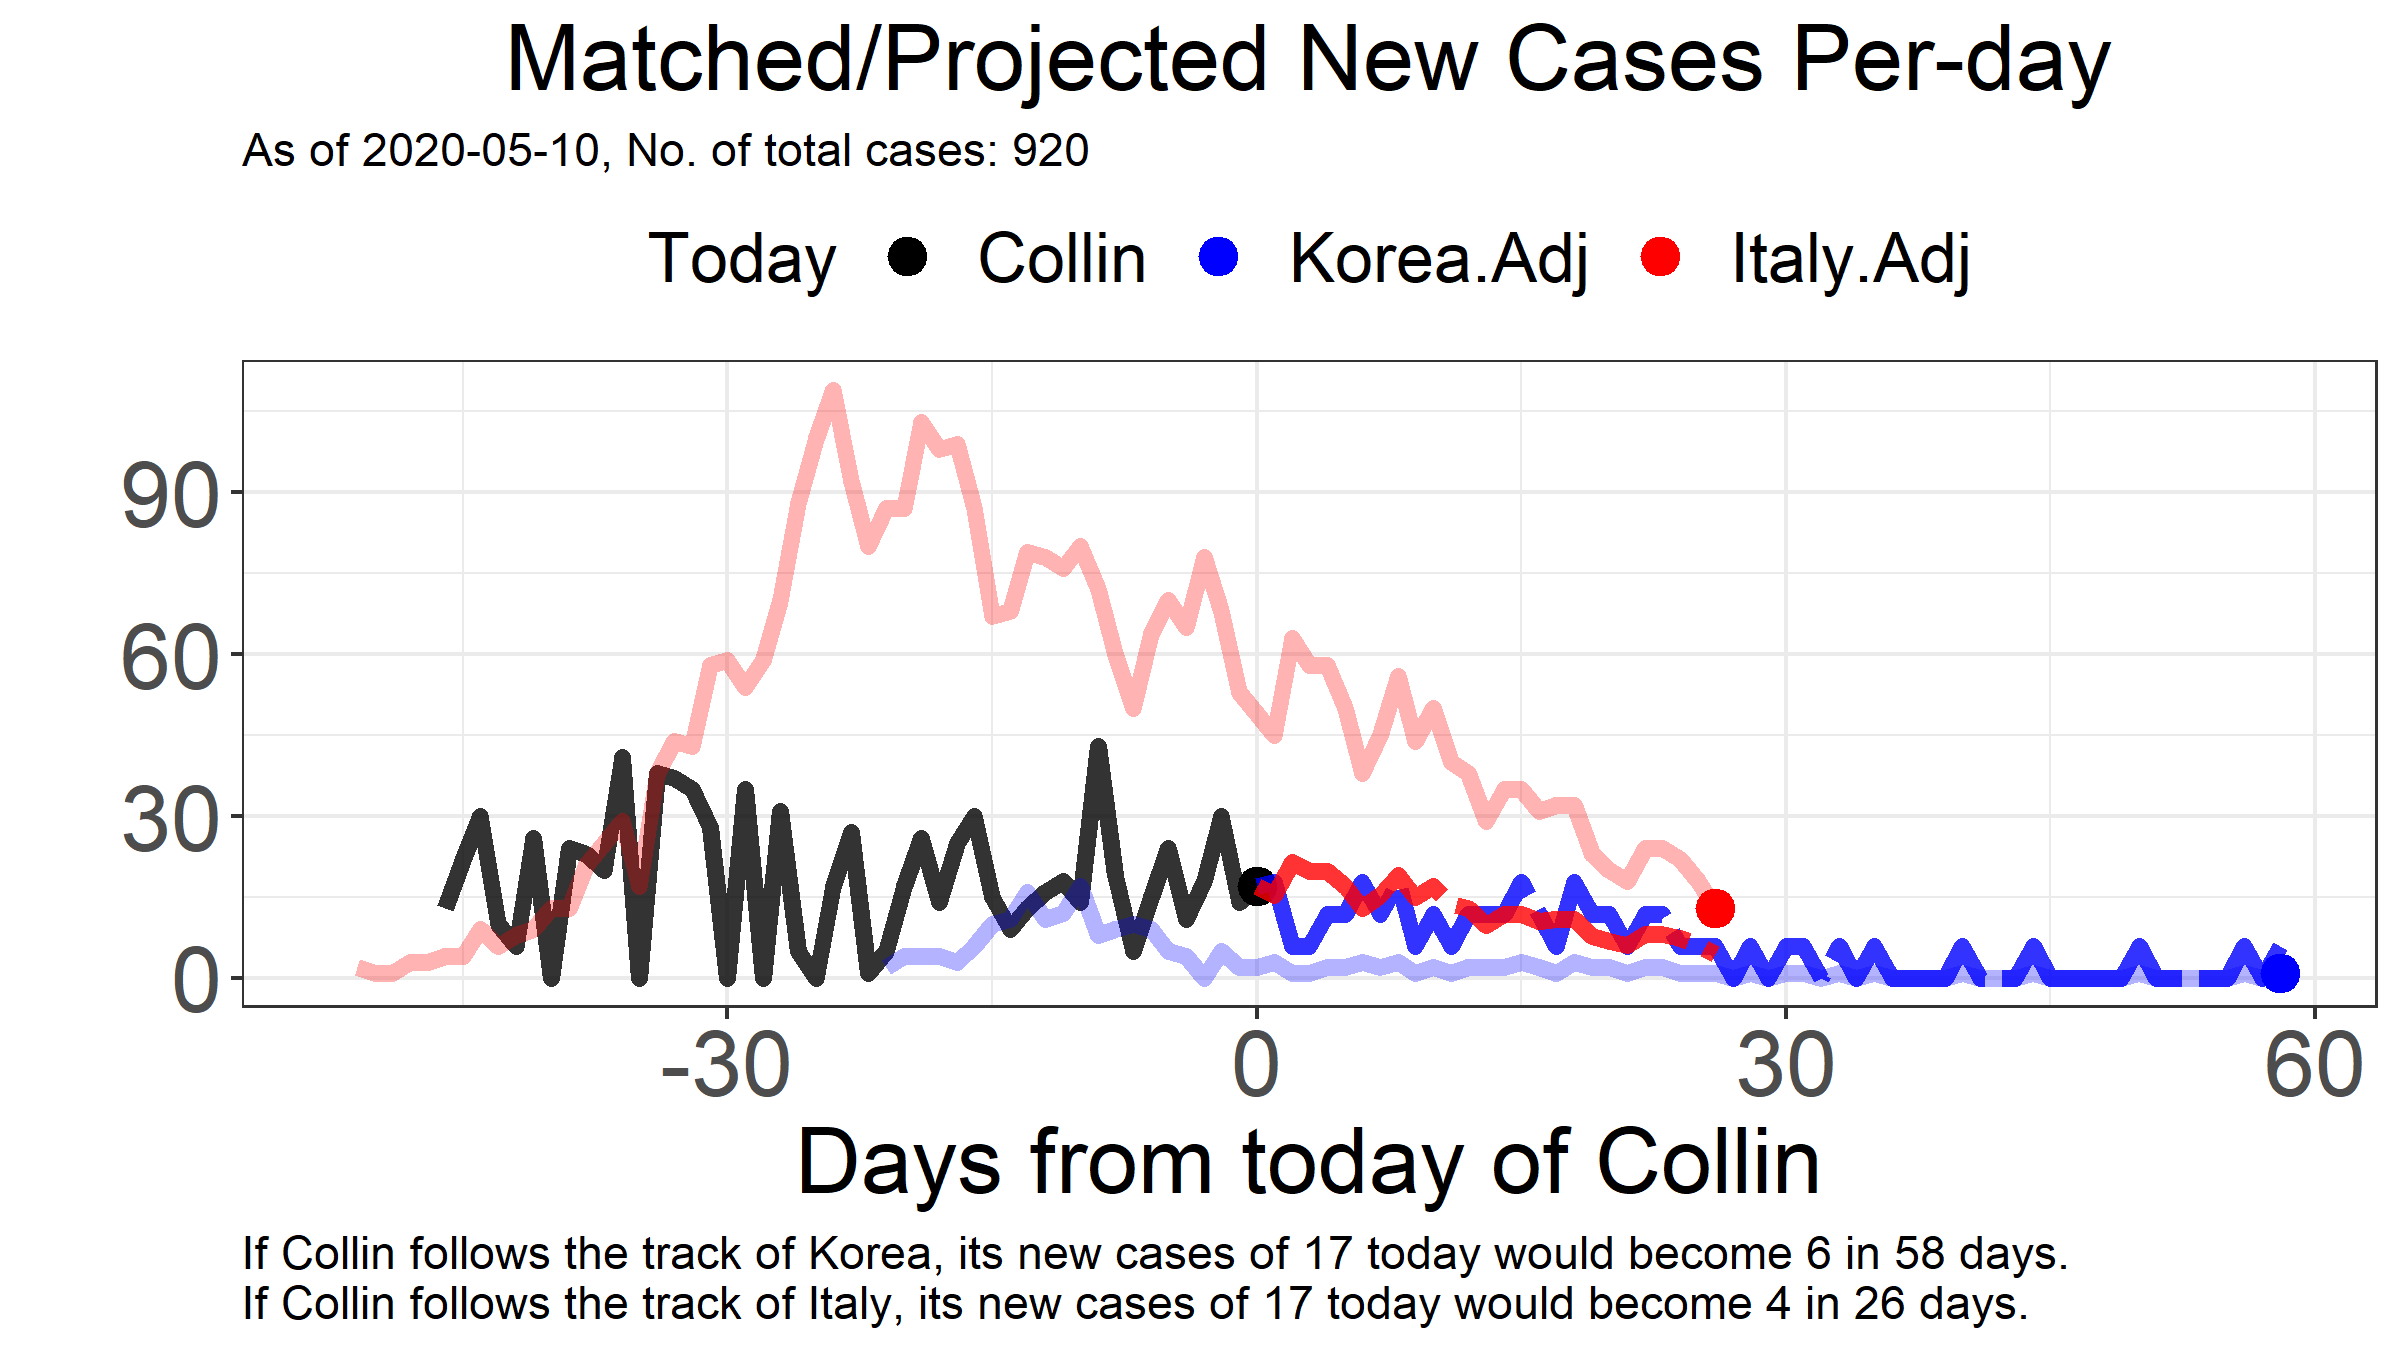 Matched/Projected New Cases Per-day
As of 2020-05-10, No. of total cases: 920
Today Collin Korea.Adj Italy.Adj
90
60
30
0
-30 0 30 60
Days from today of Collin
If Collin follows the track of Korea, its new cases of 17 today would become 6 in 58 days.
If Collin follows the track of Italy, its new cases of 17 today would become 4 in 26 days.